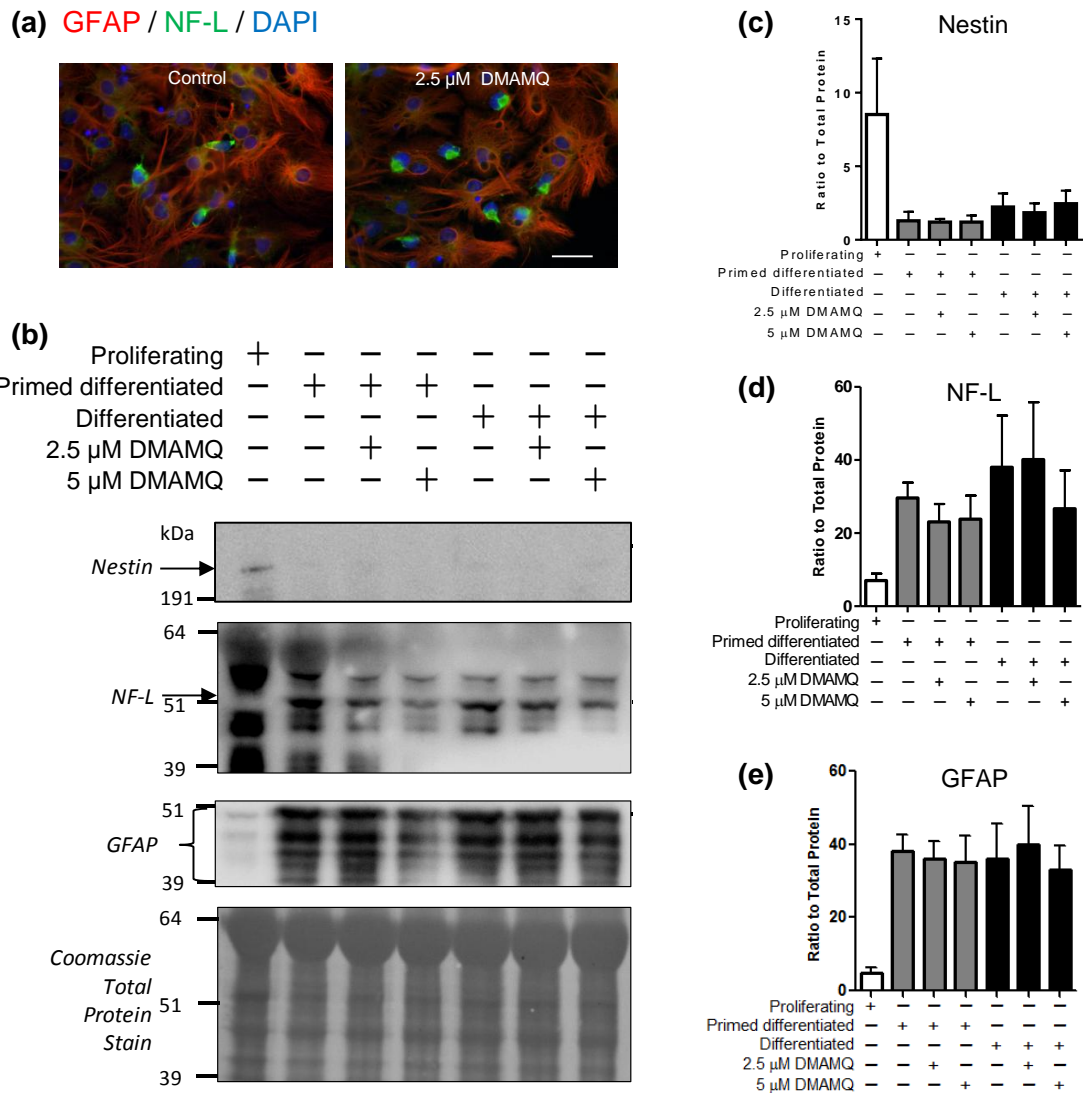 (a) GFAP / NF-L / DAPI
Control
2.5 µM DMAMQ
(b)
Proliferating + – – – – – –
Primed differentiated – + + + – – –
Differentiated – – – – + + +
2.5 µM DMAMQ – – + – – + –
5 µM DMAMQ – – – + – – +
kDa
Nestin
191
64
NF-L
51
39
51
GFAP
39
64
Coomassie
Total
51
Protein
Stain
39
(c) Nestin
15
10
5
0
Ratio to Total Protein
Proliferating + – – – – – –
Primed differentiated – + + + – – –
Differentiated – – – – + + +
2.5 µM DMAMQ – – + – – + –
5 µM DMAMQ – – – + – – +
(d) NF-L
60
40
20
0
Ratio to Total Protein
Proliferating + – – – – – –
Primed differentiated – + + + – – –
Differentiated – – – – + + +
2.5 µM DMAMQ – – + – – + –
5 µM DMAMQ – – – + – – +
(e) GFAP
60
40
20
0
Ratio to Total Protein
Proliferating + – – – – – –
Primed differentiated – + + + – – –
Differentiated – – – – + + +
2.5 µM DMAMQ – – + – – + –
5 µM DMAMQ – – – + – – +